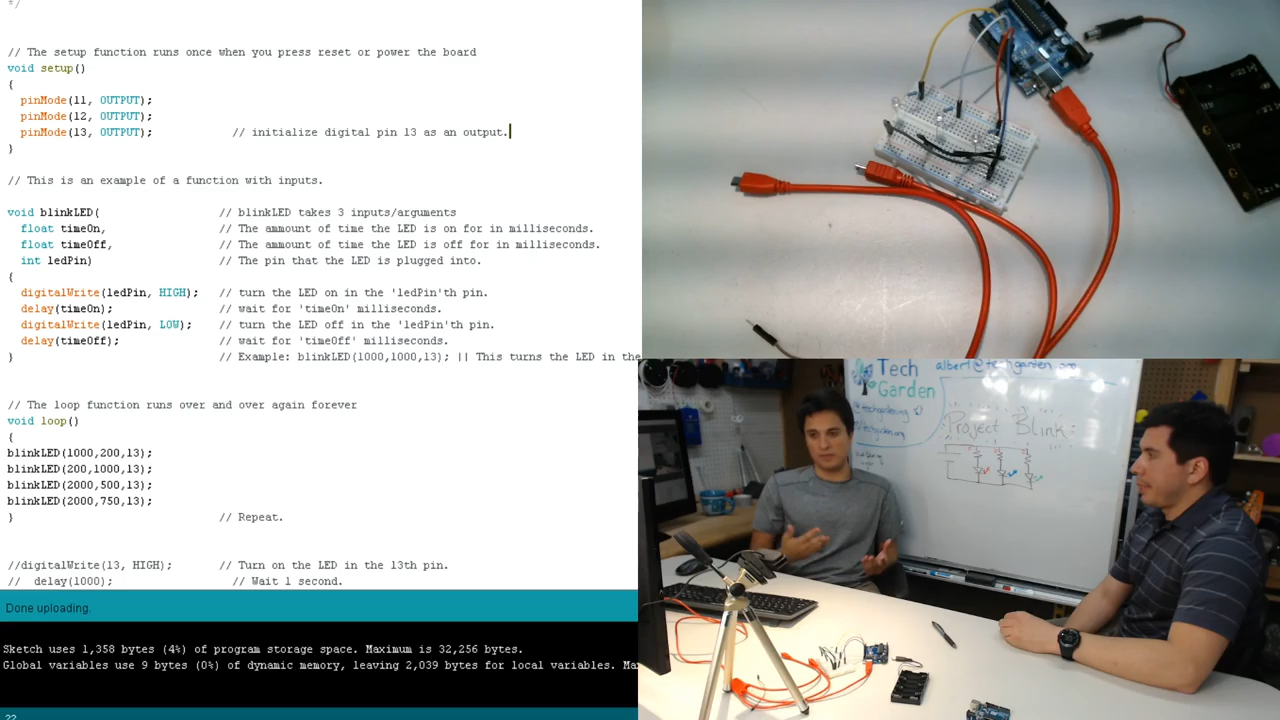 */
// The setup function runs once when you press reset or power the board
void setup()
{
pinMode(11, OUTPUT);
pinMode(12, OUTPUT);
pinMode(13, OUTPUT); // initialize digital pin 13 as an output.
}
// This is an example of a function with inputs.
void blinkLED( // blinkLED takes 3 inputs/arguments
float timeOn, // The ammount of time the LED is on for in milliseconds.
float timeOff, // The ammount of time the LED is off for in milliseconds.
int ledPin) // The pin that the LED is plugged into.
{
digitalWrite(ledPin, HIGH); // turn the LED on in the 'ledPin'th pin.
delay(timeOn); // wait for 'timeOn' milliseconds.
digitalWrite(ledPin, LOW); // turn the LED off in the 'ledPin'th pin.
delay(timeOff); // wait for 'timeOff' milliseconds.
} // Example: blinkLED(1000,1000,13); || This turns the LED in the
// The loop function runs over and over again forever
void loop()
{
blinkLED(1000,200,13);
blinkLED(200,1000,13);
blinkLED(2000,500,13);
blinkLED(2000,750,13);
} // Repeat.
//digitalWrite(13, HIGH); // Turn on the LED in the 13th pin.
// delay(1000); // Wait 1 second.
Done uploading.
Sketch uses 1,358 bytes (4%) of program storage space. Maximum is 32,256 bytes.
Global variables use 9 bytes (0%) of dynamic memory, leaving 2,039 bytes for local variables. Ma
22
Tech
Garden
albert@techgarden.org
Project Blink